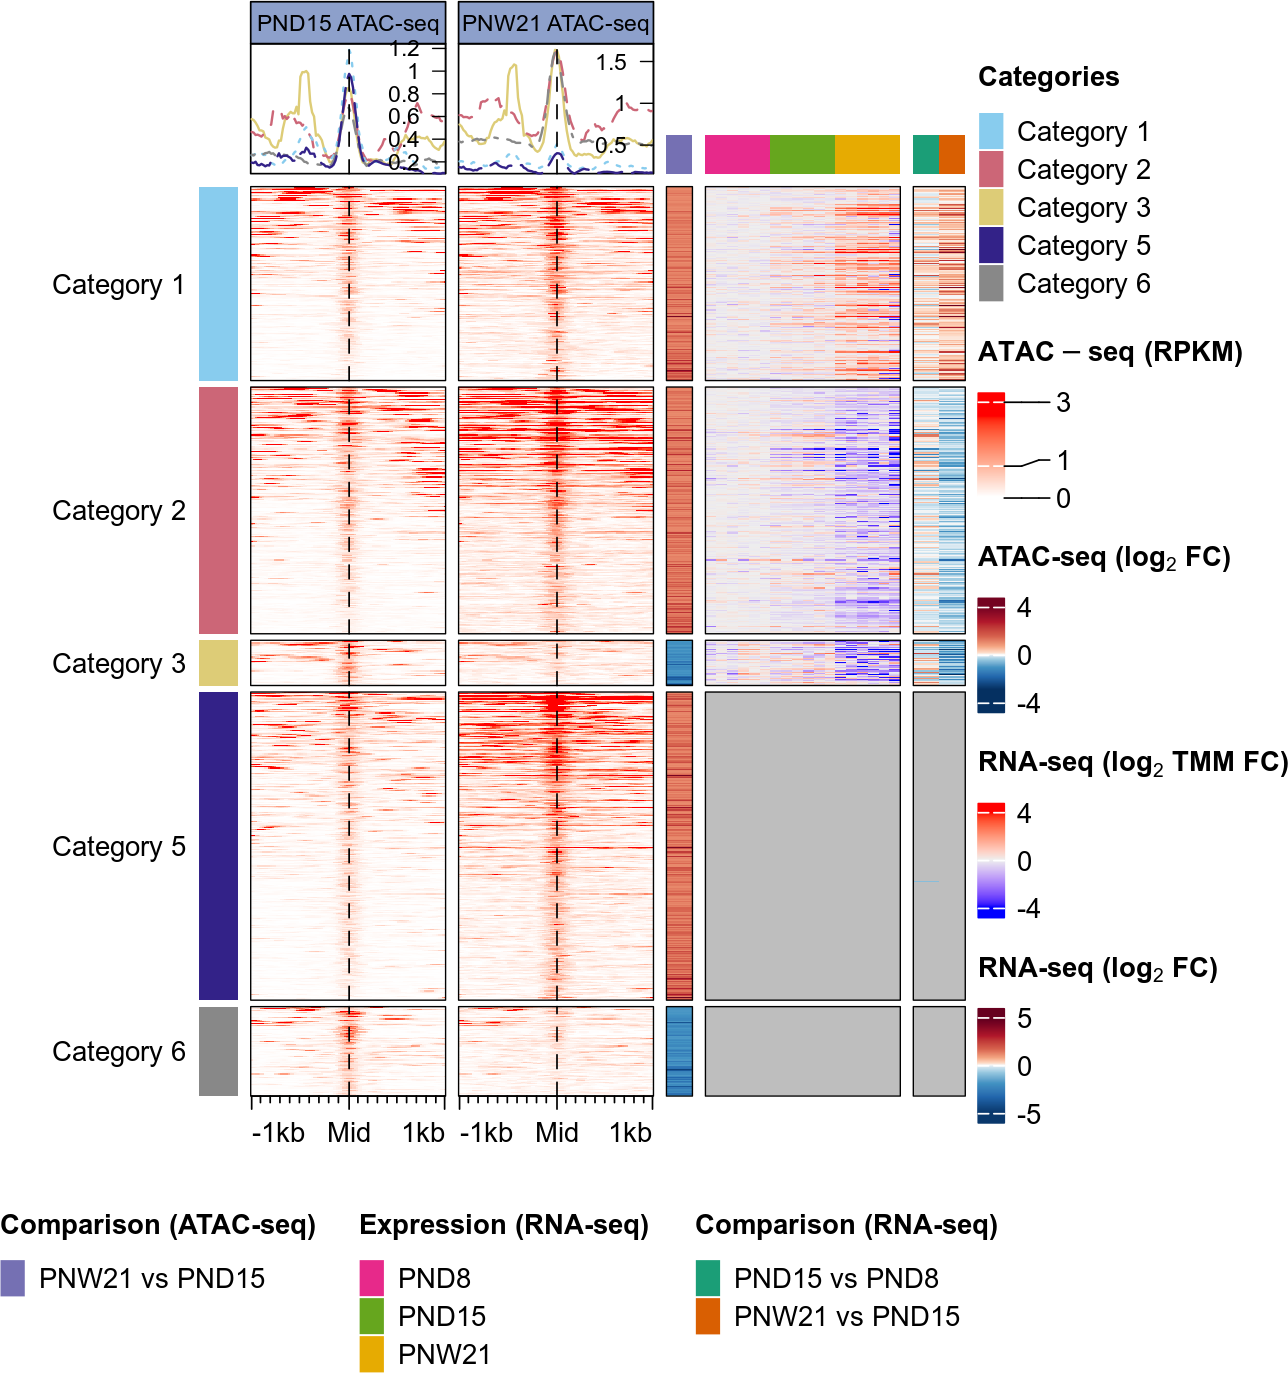 PND15 ATAC-seq
PNW21 ATAC-seq
1.2
1
0.8
0.6
0.4
0.2
1.5
1
0.5
Category 1
Category 2
Category 3
Category 5
Category 6
-1kb Mid 1kb
-1kb Mid 1kb
Categories
Category 1
Category 2
Category 3
Category 5
Category 6
ATAC – seq (RPKM)
3
1
0
ATAC-seq (log₂ FC)
4
0
-4
RNA-seq (log₂ TMM FC)
4
0
-4
RNA-seq (log₂ FC)
5
0
-5
Comparison (ATAC-seq)
PNW21 vs PND15
Expression (RNA-seq)
PND8
PND15
PNW21
Comparison (RNA-seq)
PND15 vs PND8
PNW21 vs PND15